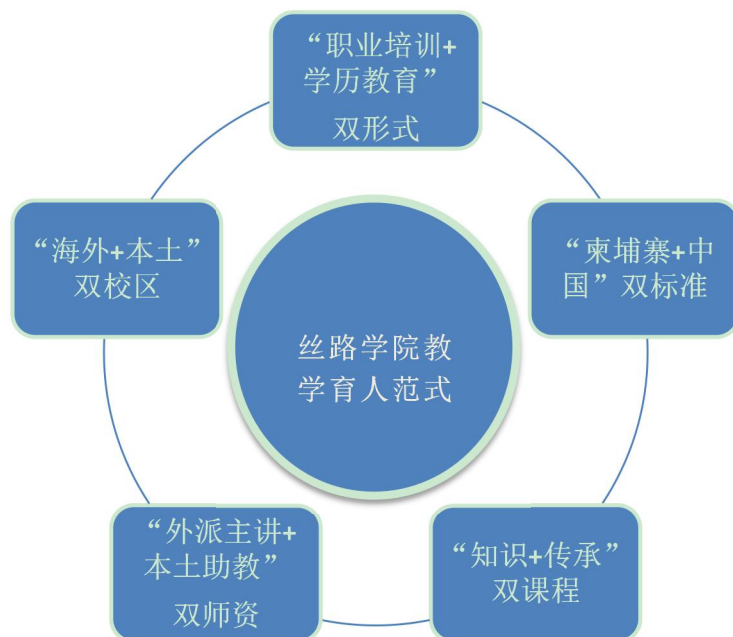 “职业培训+
学历教育”
双形式
“海外+本土”
双校区
“柬埔寨+中
国”双标准
丝路学院教
学育人范式
“外派主讲+
本土助教”
双师资
“知识+传承”
双课程